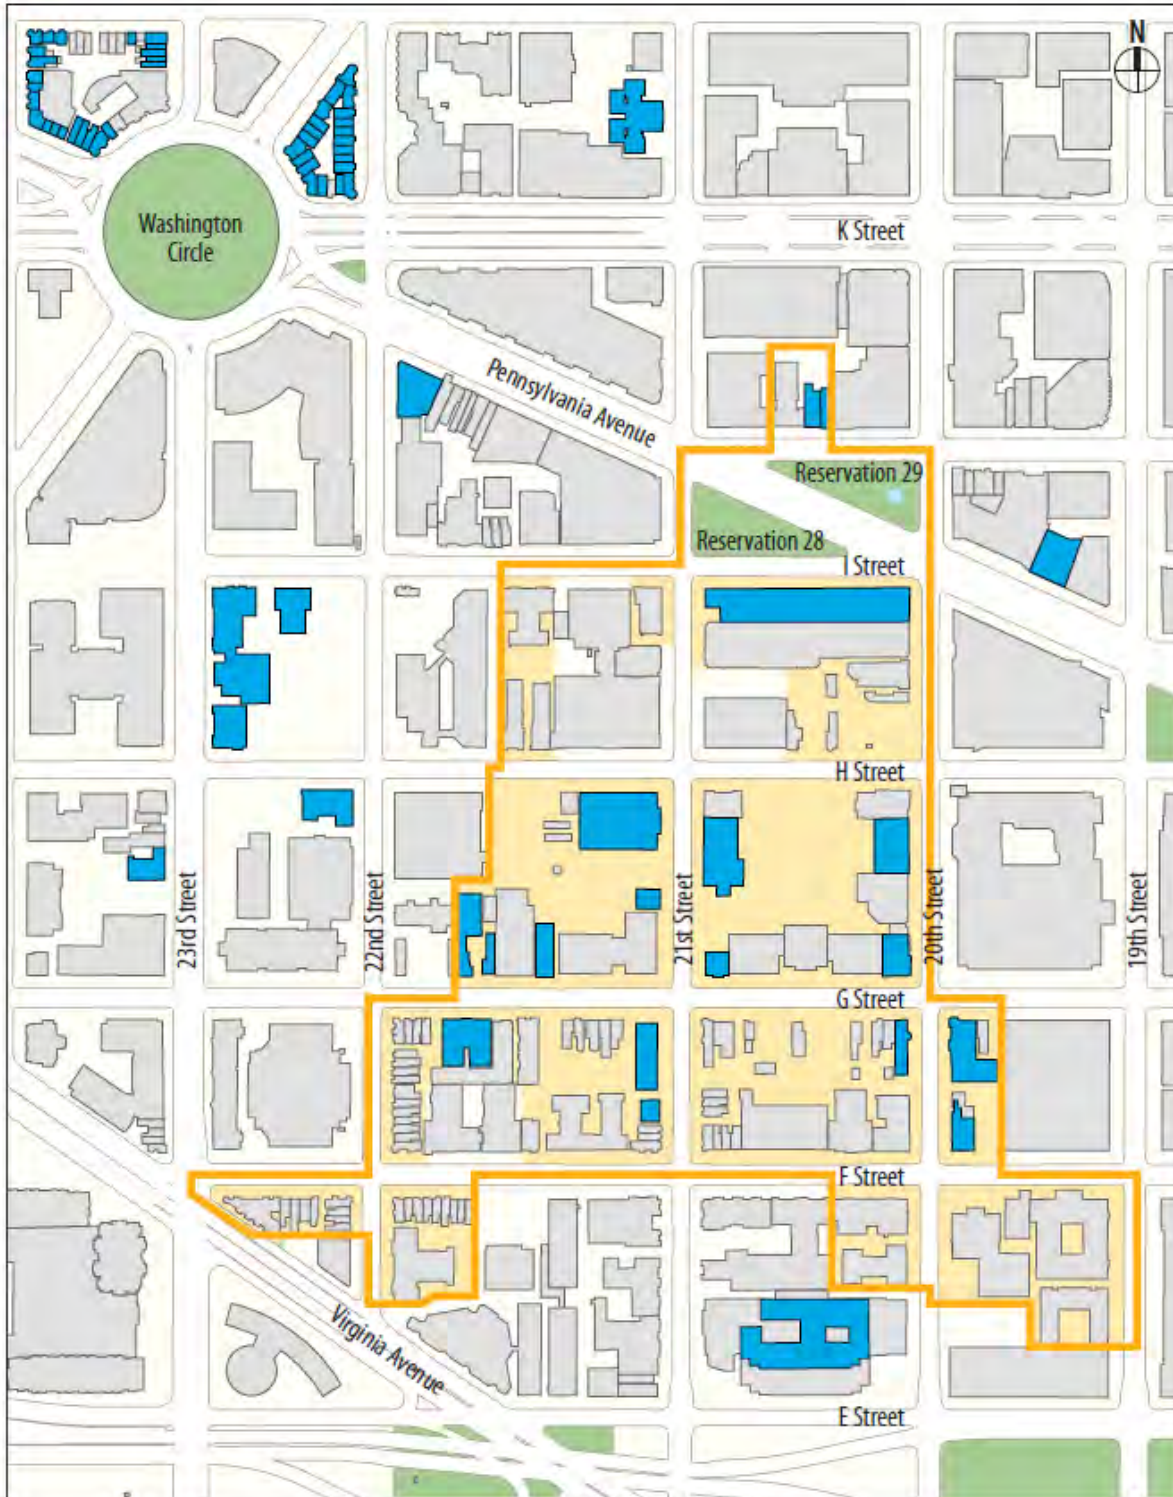 N
Washington
Circle
K Street
Pennsylvania Avenue
Reservation 29
Reservation 28
I Street
H Street
23rd Street
22nd Street
21st Street
20th Street
19th Street
G Street
F Street
Virginia Avenue
E Street